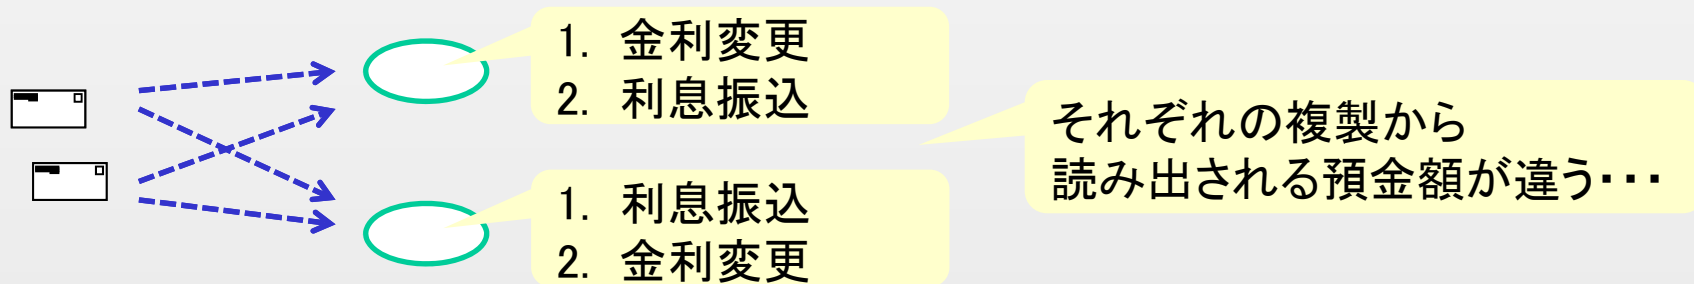 1. 金利変更
2. 利息振込
それぞれの複製から
読み出される預金額が違う・・・
1. 利息振込
2. 金利変更